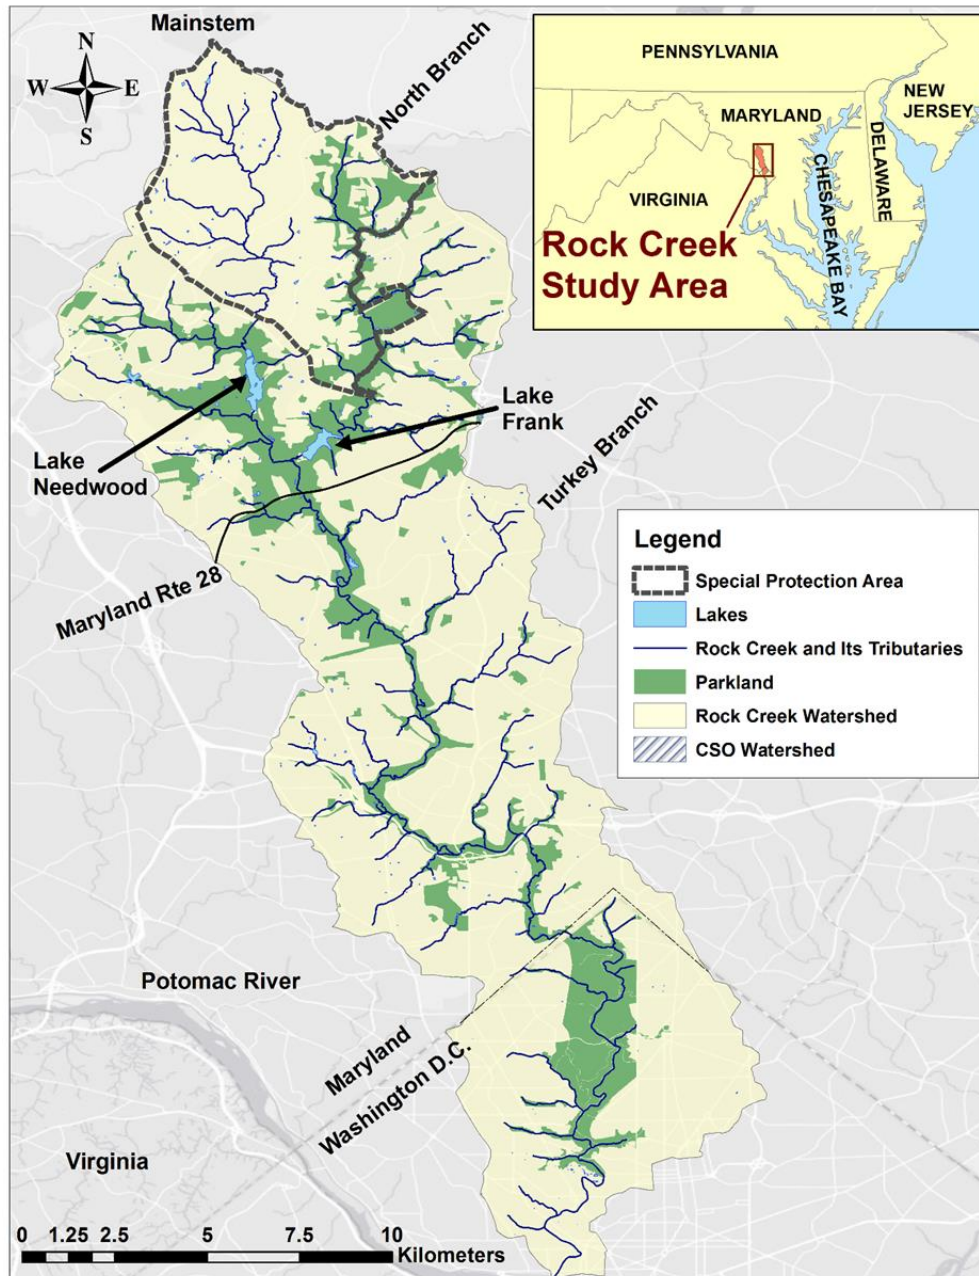 Mainstem
N
W E
S
North Branch
PENNSYLVANIA
MARYLAND
NEW
JERSEY
DELAWARE
CHESAPEAKE BAY
VIRGINIA
Rock Creek
Study Area
Lake
Frank
Lake
Needwood
Turkey Branch
Maryland Rte 28
Legend
Special Protection Area
Lakes
Rock Creek and Its Tributaries
Parkland
Rock Creek Watershed
CSO Watershed
Potomac River
Maryland
Washington D.C.
Virginia
0 1.25 2.5 5 7.5 10
Kilometers